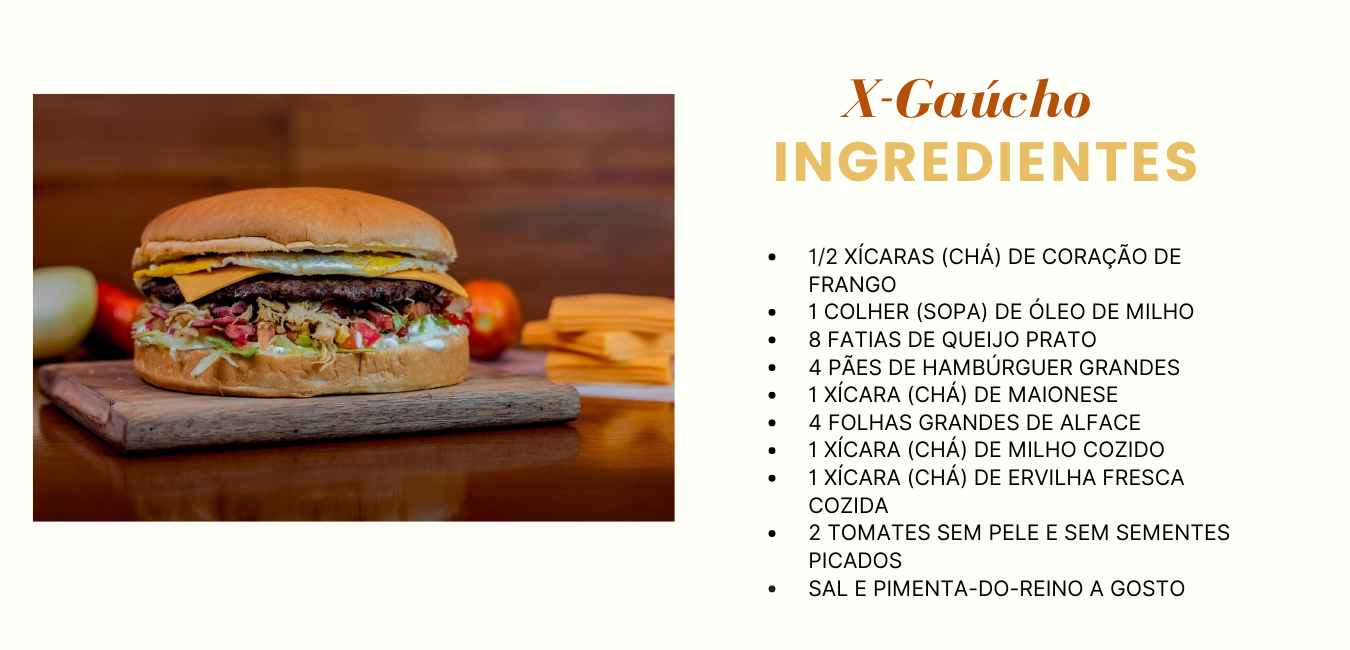 X-Gaúcho
INGREDIENTES
• 1/2 XÍCARAS (CHÁ) DE CORAÇÃO DE
FRANGO
• 1 COLHER (SOPA) DE ÓLEO DE MILHO
• 8 FATIAS DE QUEIJO PRATO
• 4 PÃES DE HAMBÚRGUER GRANDES
• 1 XÍCARA (CHÁ) DE MAIONESE
• 4 FOLHAS GRANDES DE ALFACE
• 1 XÍCARA (CHÁ) DE MILHO COZIDO
• 1 XÍCARA (CHÁ) DE ERVILHA FRESCA
COZIDA
• 2 TOMATES SEM PELE E SEM SEMENTES
PICADOS
• SAL E PIMENTA-DO-REINO A GOSTO